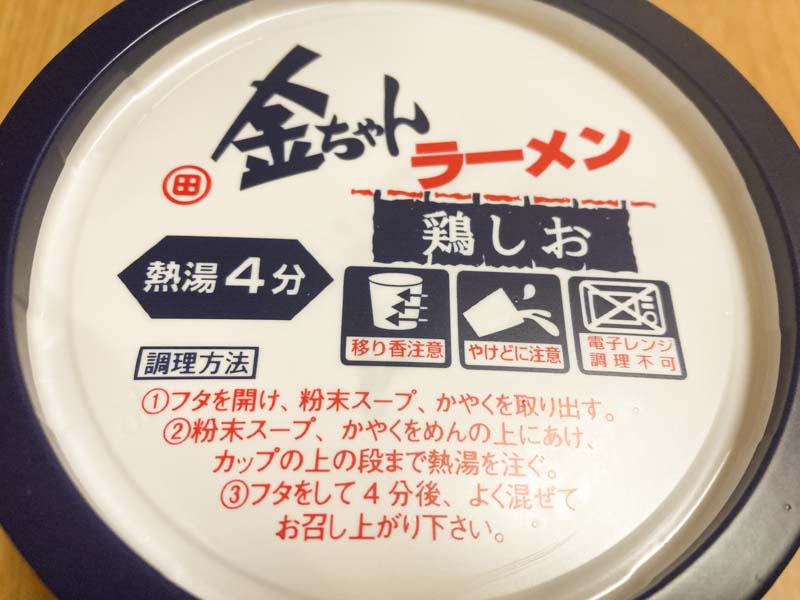 金ちゃん
ラーメン
田
鶏しお
熱湯4分
移り香注意
やけどに注意
電子レンジ
調理不可
調理方法
①フタを開け、粉末スープ、かやくを取り出す。
②粉末スープ、かやくをめんの上にあけ、
カップの上の段まで熱湯を注ぐ。
③フタをして4分後、よく混ぜて
お召し上がり下さい。